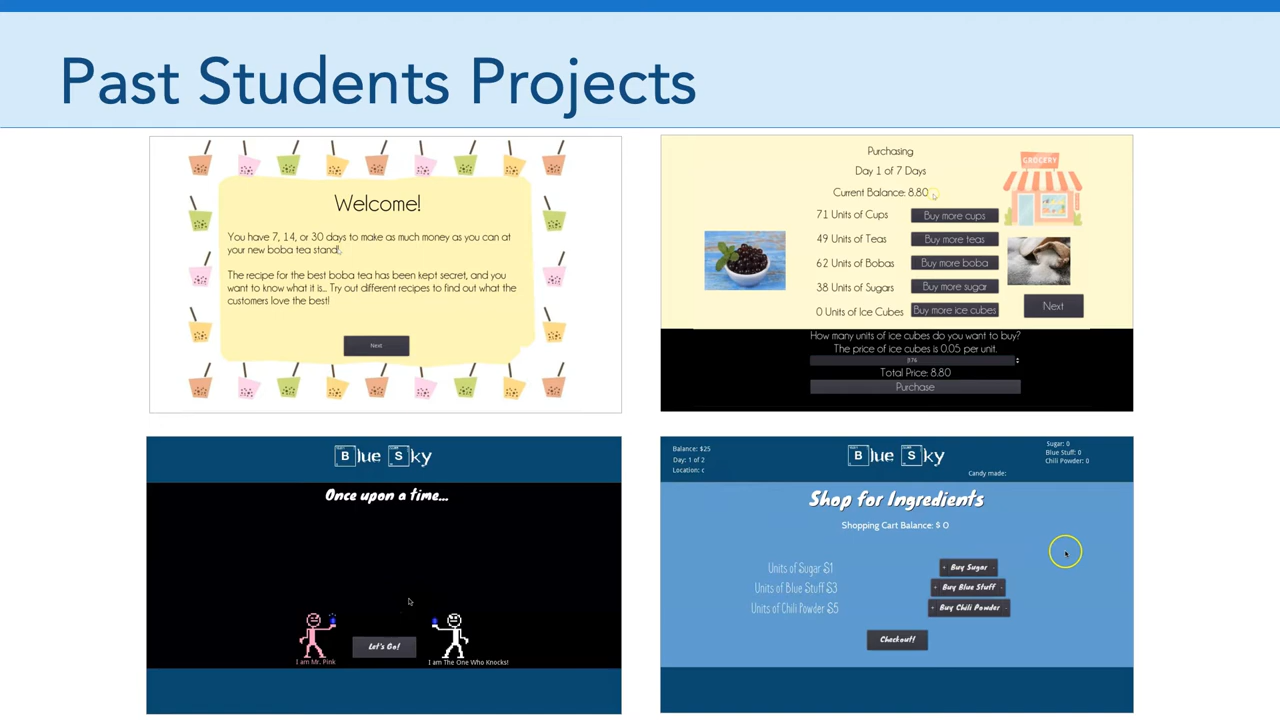 Past Students Projects
Welcome!
You have 7, 14, or 30 days to make as much money as you can at
your new boba tea stand!
The recipe for the best boba tea has been kept secret, and you
want to know what it is... Try out different recipes to find out what the
customers love the best!
Next
Purchasing
Day 1 of 7 Days
Current Balance: 8.80
GROCERY
71 Units of Cups
Buy more cups
49 Units of Teas
Buy more teas
62 Units of Bobas
Buy more boba
38 Units of Sugars
Buy more sugar
0 Units of Ice Cubes
Buy more ice cubes
Next
How many units of ice cubes do you want to buy?
The price of ice cubes is 0.05 per unit.
176
Total Price: 8.80
Purchase
Blue Sky
Once upon a time...
Let's Go!
I am Mr. Pink
I am The One Who Knocks!
Balance: $25
Day: 1 of 2
Location: c
Blue Sky
Sugar: 0
Blue Stuff: 0
Chili Powder: 0
Candy made:
Shop for Ingredients
Shopping Cart Balance: $ 0
Units of Sugar $1
+ Buy Sugar -
Units of Blue Stuff $3
+ Buy Blue Stuff -
Units of Chili Powder $5
+ Buy Chili Powder -
Checkout!